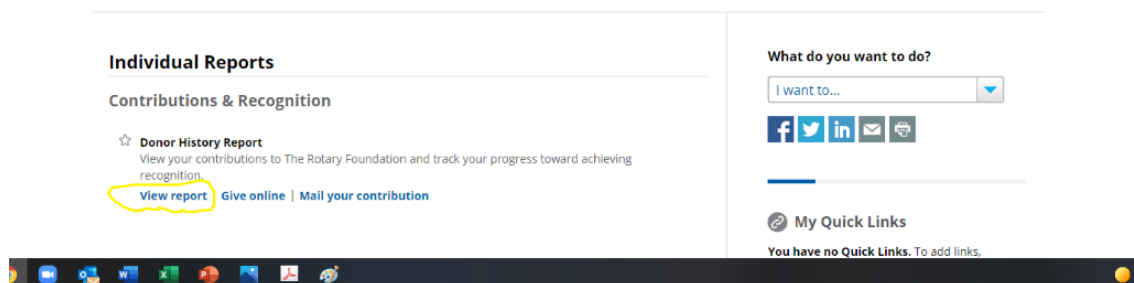 Individual Reports
Contributions & Recognition
Donor History Report
View your contributions to The Rotary Foundation and track your progress toward achieving
recognition.
View report Give online | Mail your contribution
What do you want to do?
I want to...
f in
My Quick Links
You have no Quick Links. To add links,